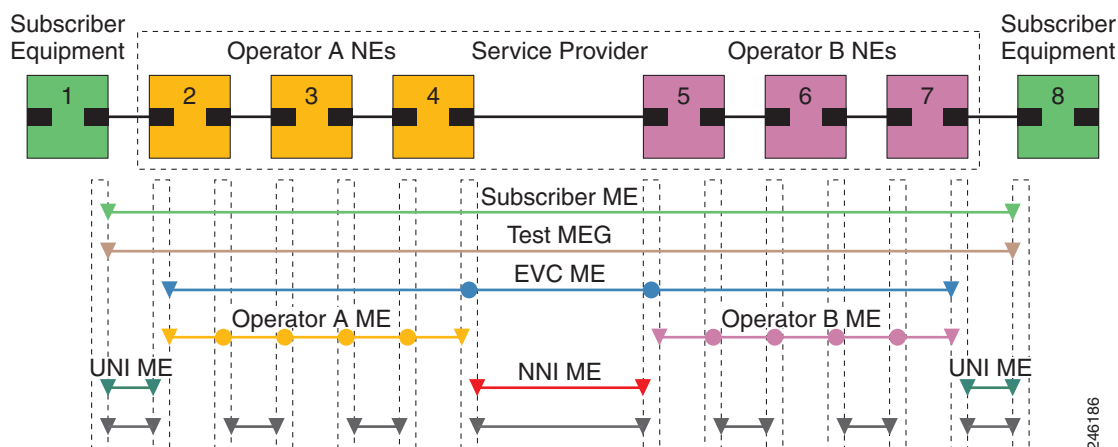 Subscriber
Equipment
Operator A NEs
Service Provider
Operator B NEs
Subscriber
Equipment
1
2
3
4
5
6
7
8
Subscriber ME
Test MEG
EVC ME
Operator A ME
Operator B ME
UNI ME
NNI ME
UNI ME
246186